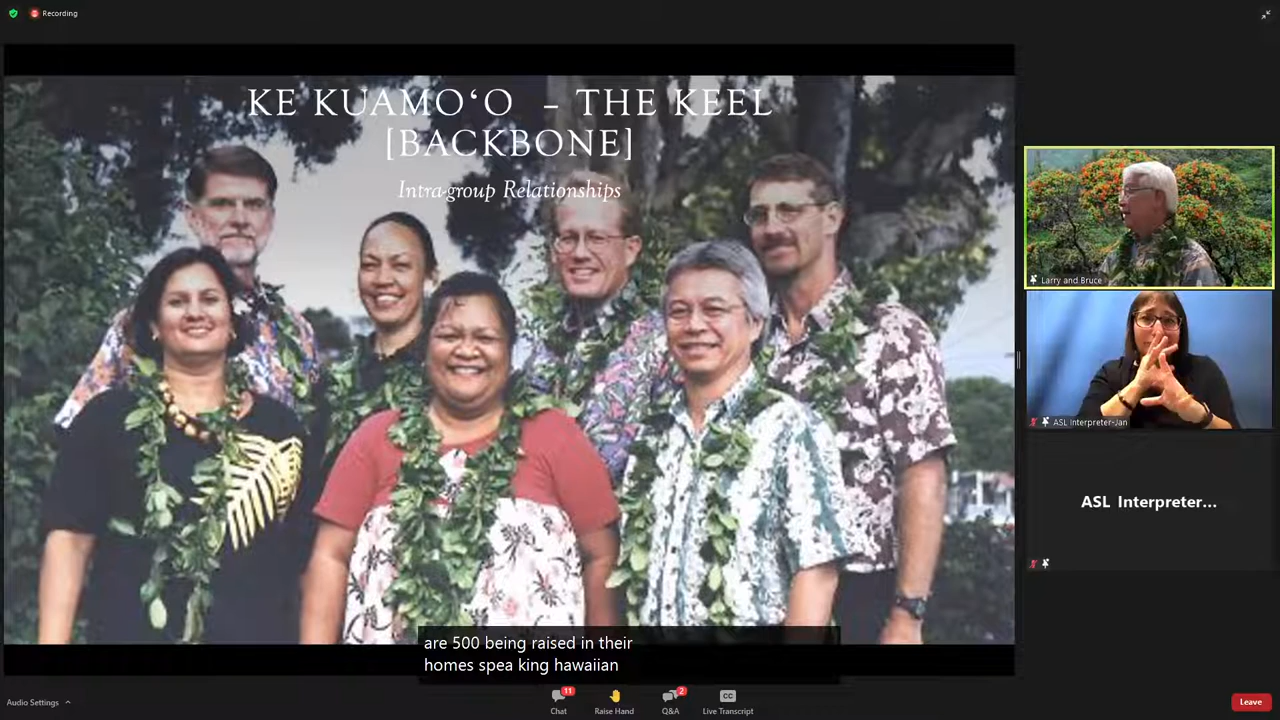 Recording
KE KUAMOʻO – THE KEEL
[BACKBONE]
Intra-group Relationships
Larry and Bruce
ASL Interpreter-Jan
ASL Interpreter...
are 500 being raised in their
homes spea king hawaiian
Audio Settings
11
Chat
Raise Hand
2
Q&A
CC
Live Transcript
Leave